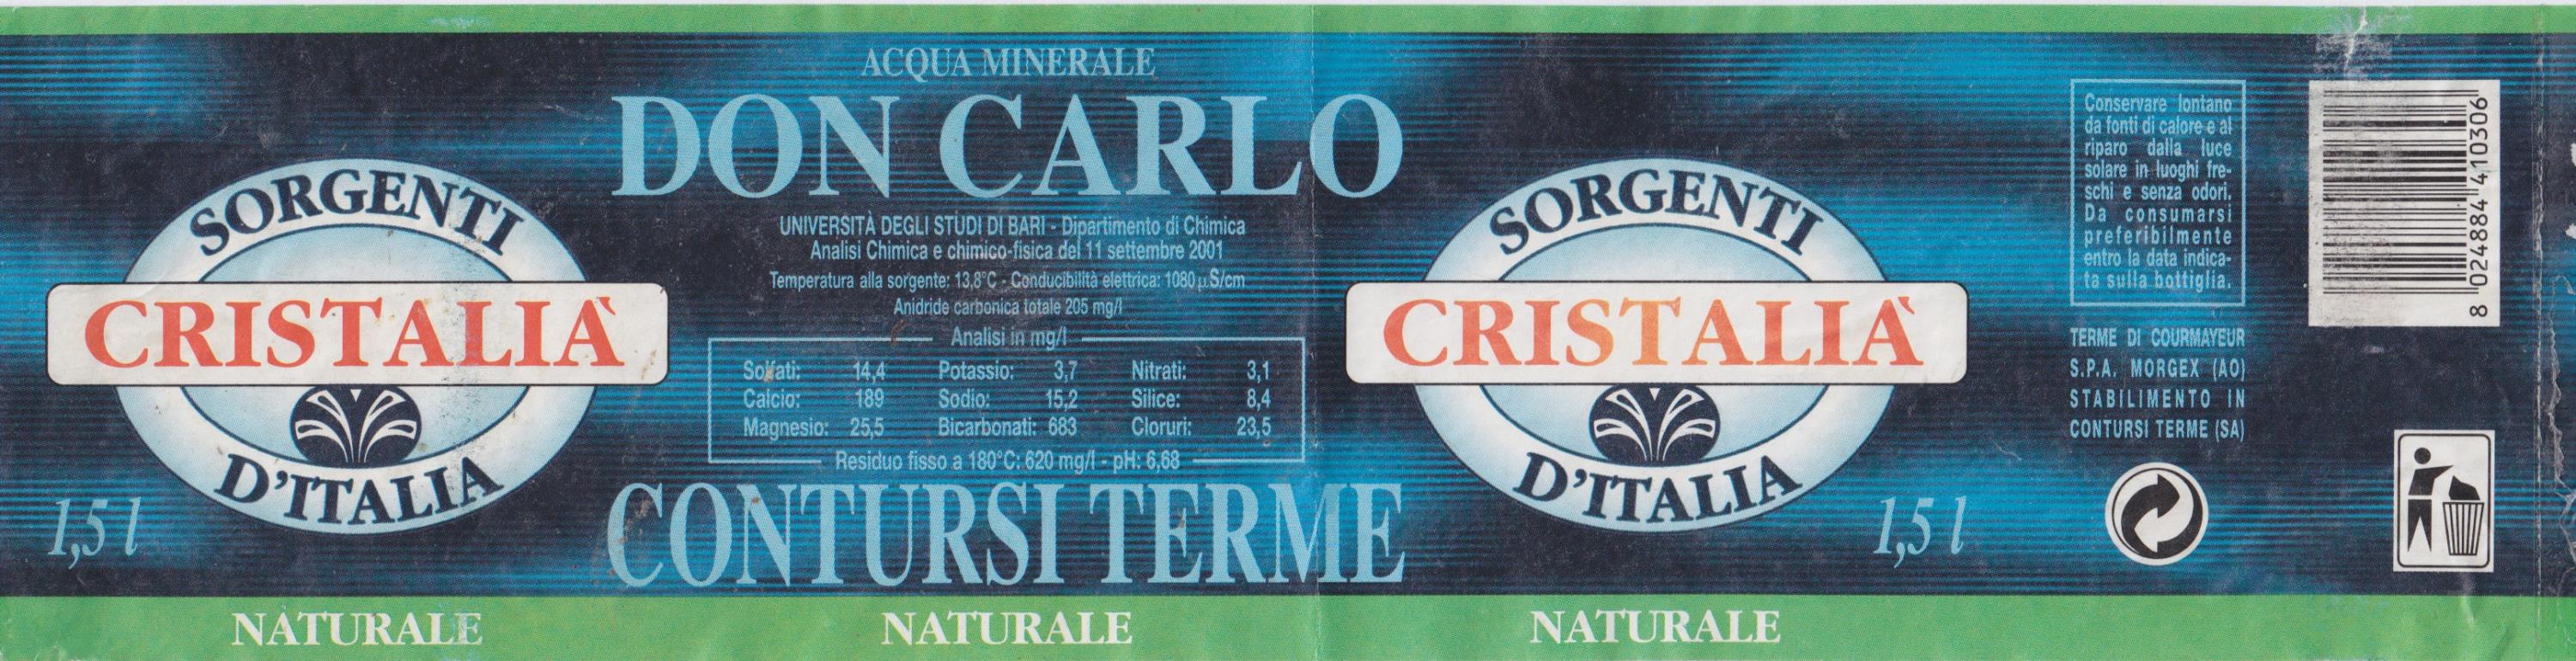 SORGENTI
CRISTALIÀ
D'ITALIA
1,5 l
NATURALE
ACQUA MINERALE
DON CARLO
UNIVERSITÀ DEGLI STUDI DI BARI - Dipartimento di Chimica
Analisi Chimica e chimico-fisica del 11 settembre 2001
Temperatura alla sorgente: 13,8°C - Conducibilità elettrica: 1080 µS/cm
Anidride carbonica totale 205 mg/l
Analisi in mg/l
Solfati: 14,4 Potassio: 3,7 Nitrati: 3,1
Calcio: 189 Sodio: 15,2 Silice: 8,4
Magnesio: 25,5 Bicarbonati: 683 Cloruri: 23,5
Residuo fisso a 180°C: 620 mg/l - pH: 6,68
CONTURSI TERME
NATURALE
SORGENTI
CRISTALIÀ
D'ITALIA
1,5 l
NATURALE
Conservare lontano
da fonti di calore e al
riparo dalla luce
solare in luoghi fre-
schi e senza odori.
Da consumarsi
preferibilmente
entro la data indica-
ta sulla bottiglia.
TERME DI COURMAYEUR
S.P.A. MORGEX (AO)
STABILIMENTO IN
CONTURSI TERME (SA)
8 024884 410306